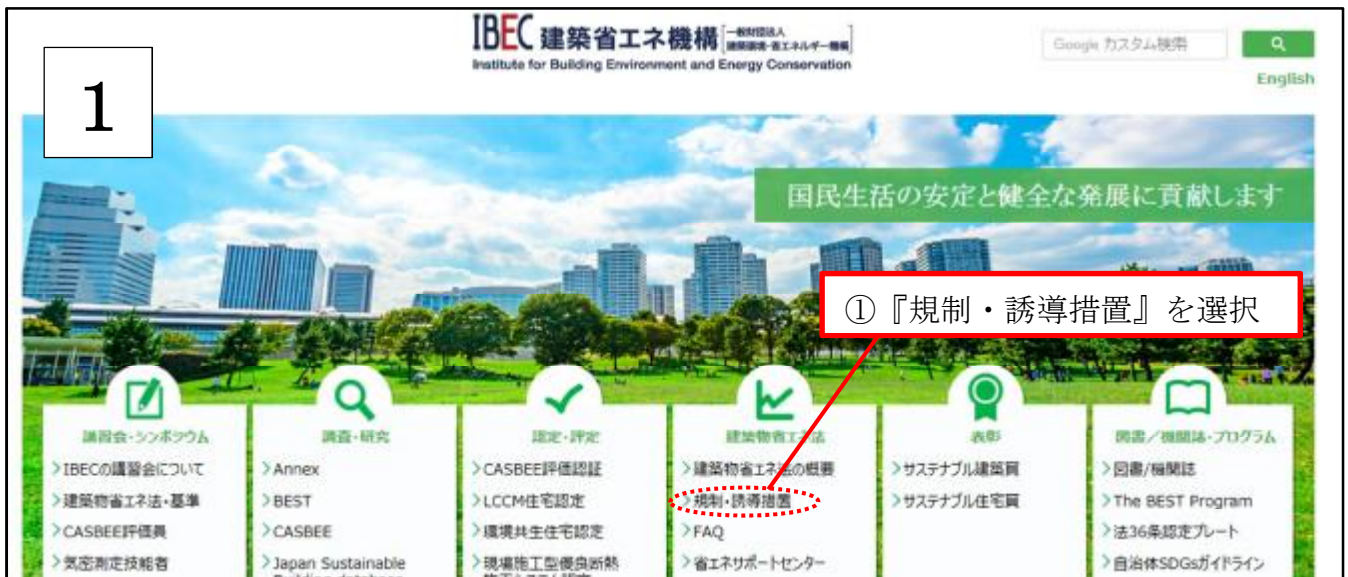 1
IBEC 建築省エネ機構 [一般財団法人 建築環境・省エネルギー機構]
Institute for Building Environment and Energy Conservation
Google カスタム検索
English
国民生活の安定と健全な発展に貢献します
①『規制・誘導措置』を選択
講習会・シンポジウム
>IBECの講習会について
>建築物省エネ法・基準
>CASBEE評価員
>気密測定技能者
調査・研究
>Annex
>BEST
>CASBEE
>Japan Sustainable
Building database
認定・評定
>CASBEE評価認証
>LCCM住宅認定
>環境共生住宅認定
>現場施工型優良断熱
施工システム認定
建築物省エネ法
>建築物省エネ法の概要
>規制・誘導措置
>FAQ
>省エネサポートセンター
表彰
>サステナブル建築賞
>サステナブル住宅賞
図書／機関誌・プログラム
>図書/機関誌
>The BEST Program
>法36条認定プレート
>自治体SDGsガイドライン